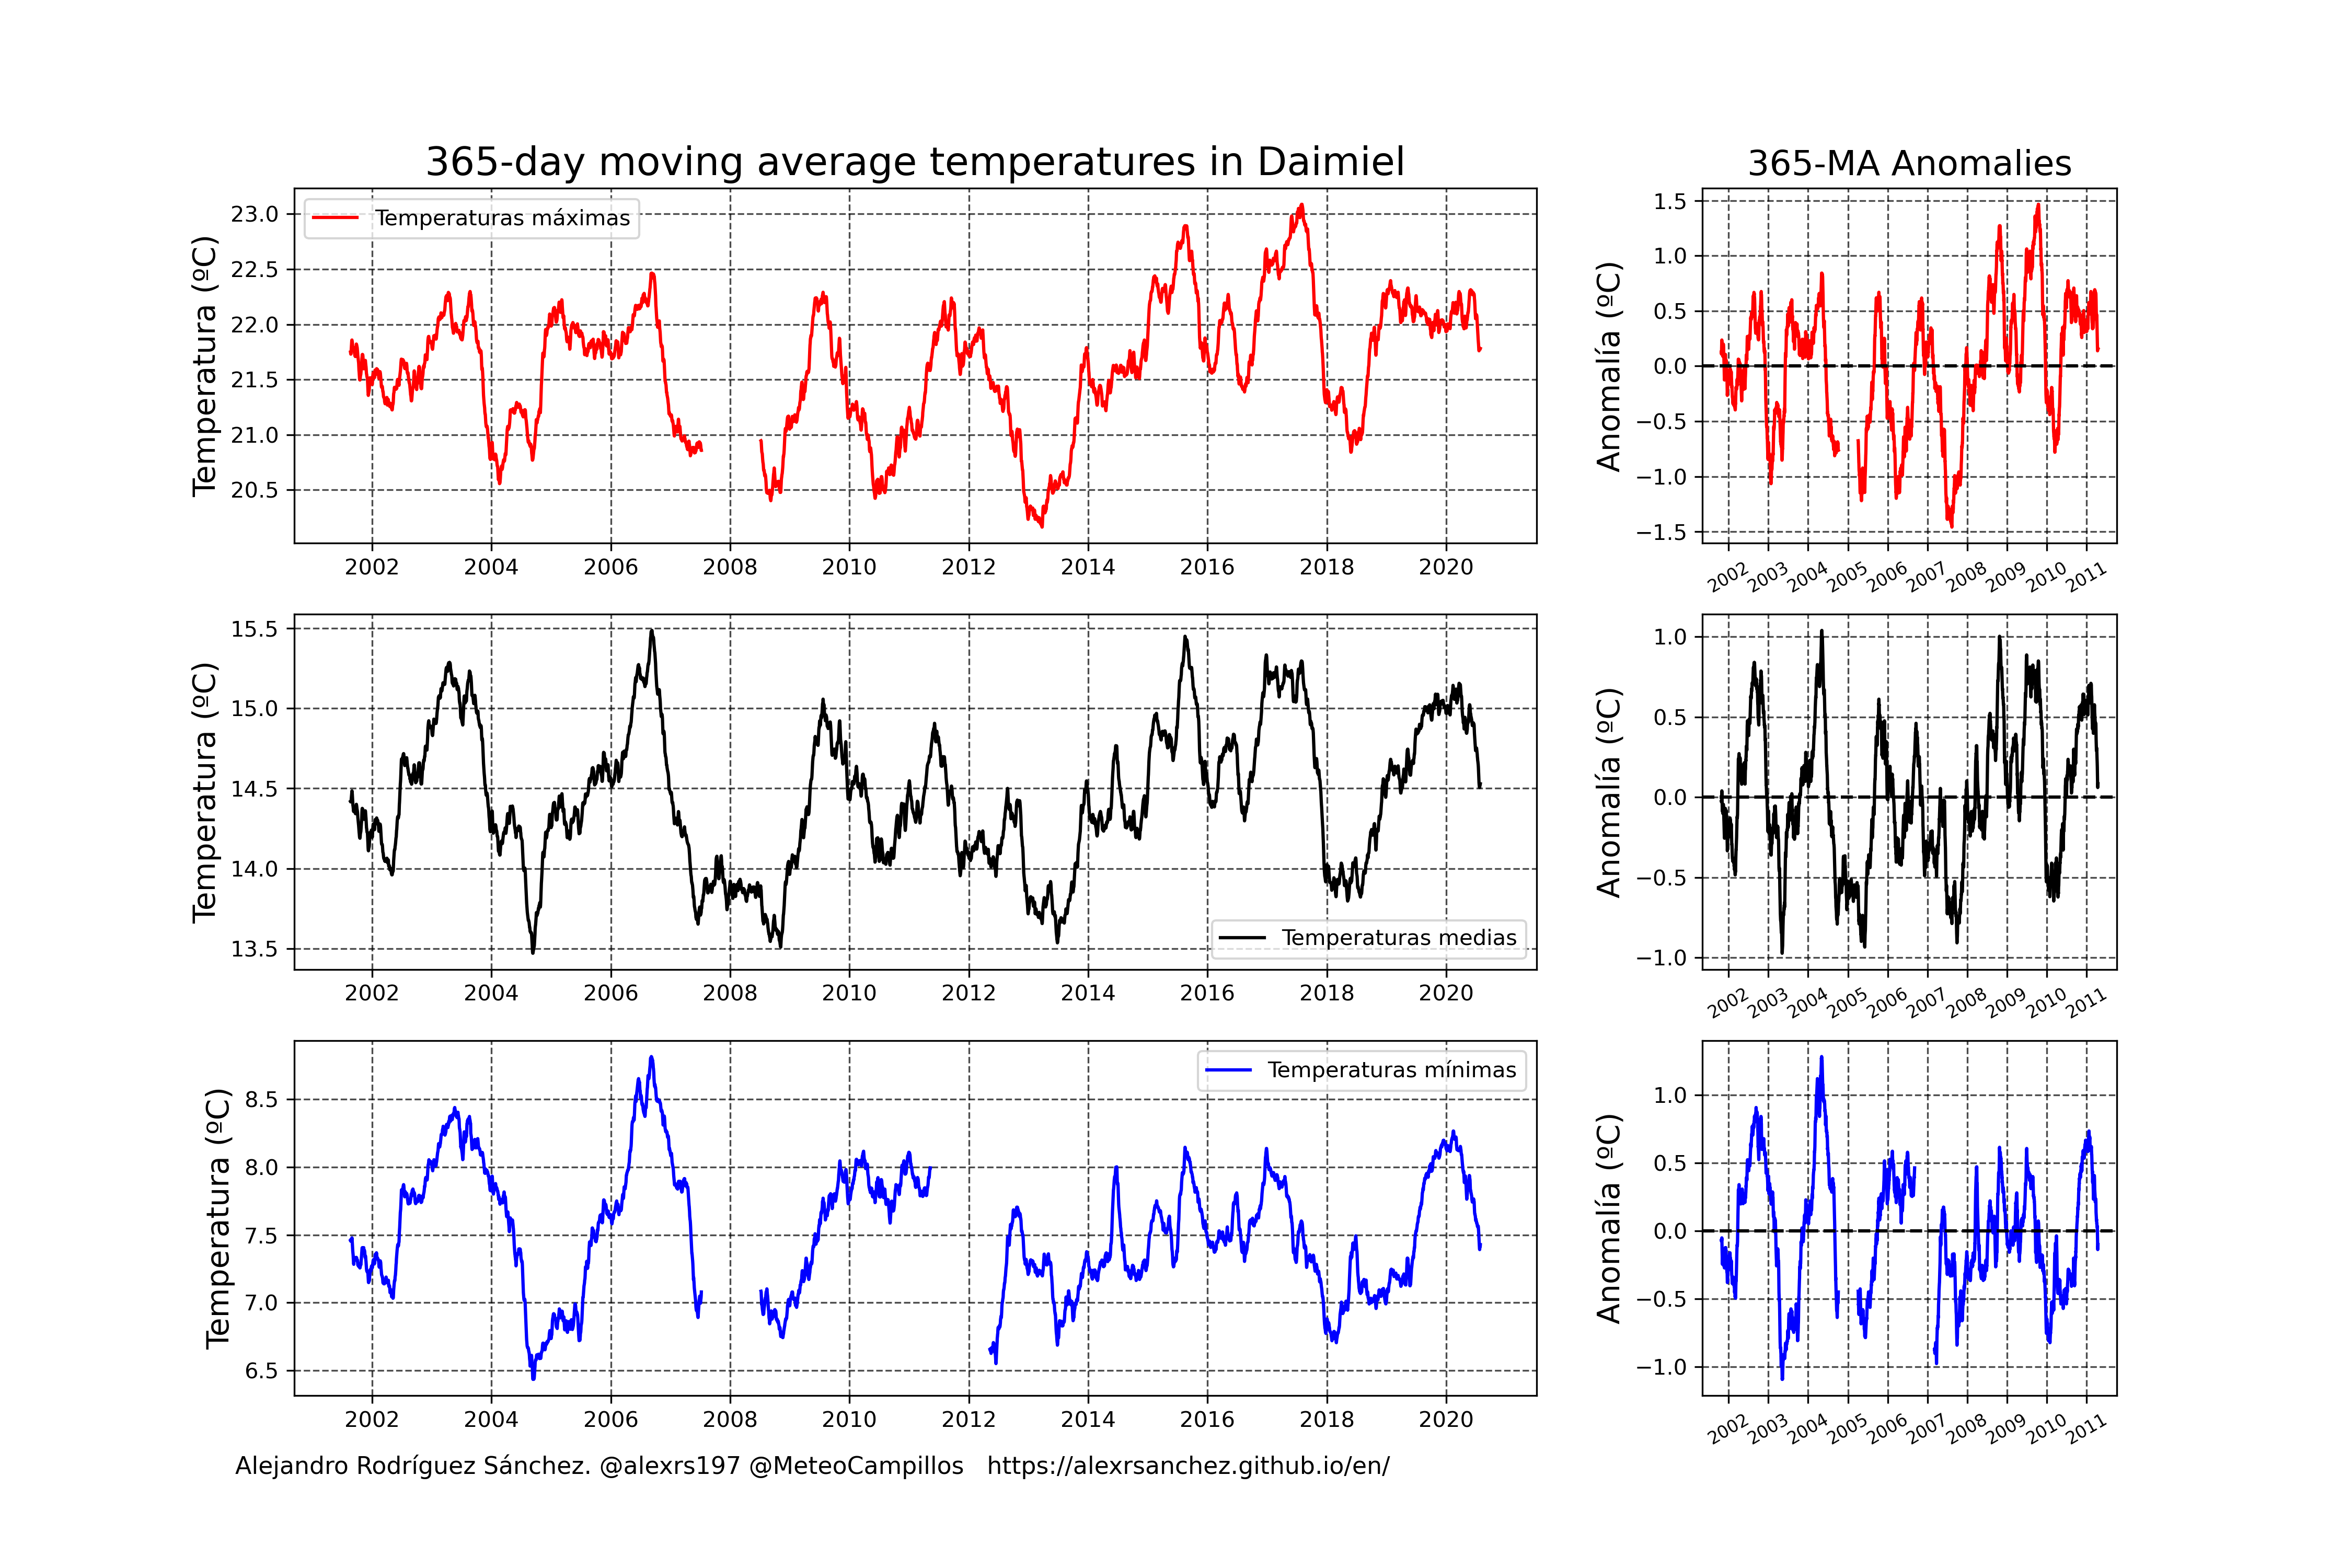 365-day moving average temperatures in Daimiel
365-MA Anomalies
Temperatura (ºC)
23.0
22.5
22.0
21.5
21.0
20.5
Temperaturas máximas
2002 2004 2006 2008 2010 2012 2014 2016 2018 2020
Anomalía (ºC)
1.5
1.0
0.5
0.0
−0.5
−1.0
−1.5
2002 2003 2004 2005 2006 2007 2008 2009 2010 2011
Temperatura (ºC)
15.5
15.0
14.5
14.0
13.5
Temperaturas medias
2002 2004 2006 2008 2010 2012 2014 2016 2018 2020
Anomalía (ºC)
1.0
0.5
0.0
−0.5
−1.0
2002 2003 2004 2005 2006 2007 2008 2009 2010 2011
Temperatura (ºC)
8.5
8.0
7.5
7.0
6.5
Temperaturas mínimas
2002 2004 2006 2008 2010 2012 2014 2016 2018 2020
Anomalía (ºC)
1.0
0.5
0.0
−0.5
−1.0
2002 2003 2004 2005 2006 2007 2008 2009 2010 2011
Alejandro Rodríguez Sánchez. @alexrs197 @MeteoCampillos https://alexrsanchez.github.io/en/